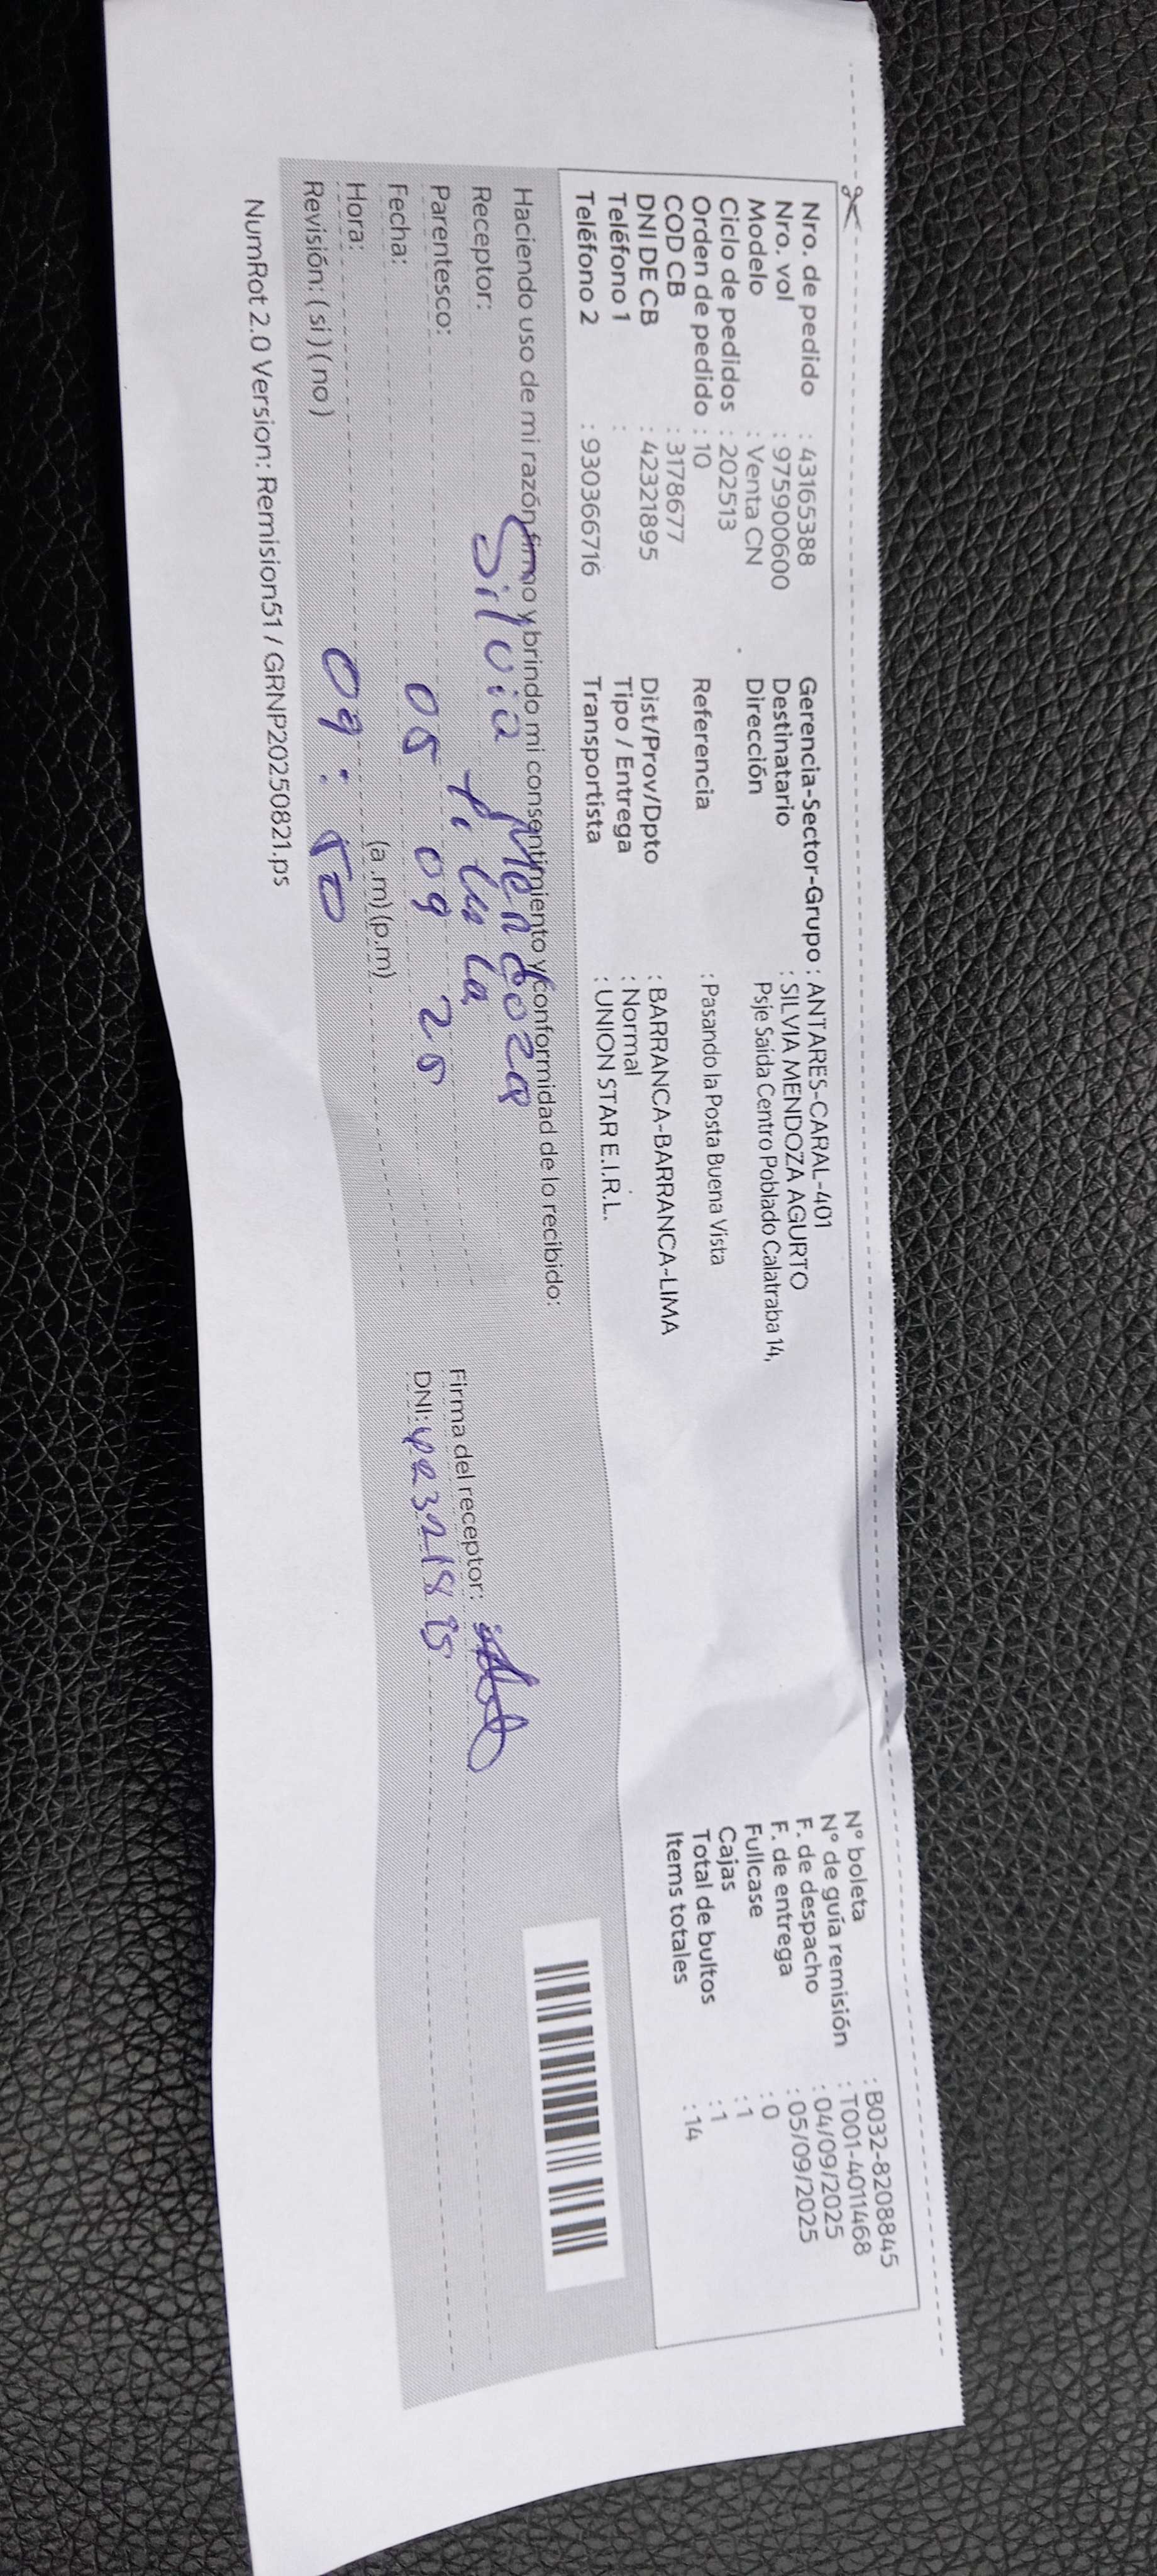 Nro. de pedido : 43165388
Nro. vol : 975900600
Modelo : Venta CN
Ciclo de pedidos : 202513
Orden de pedido : 10
COD CB : 3178677
DNI DE CB : 42321895
Teléfono 1 :
Teléfono 2 : 930366716
Gerencia-Sector-Grupo : ANTARES-CARAL-401
Destinatario : SILVIA MENDOZA AGURTO
Dirección Psje Saida Centro Poblado Calatraba 14,
Referencia : Pasando la Posta Buena Vista
Dist/Prov/Dpto : BARRANCA-BARRANCA-LIMA
Tipo / Entrega : Normal
Transportista : UNION STAR E.I.R.L.
N° boleta : B032-8208845
N° de guía remisión : T001-4011468
F. de despacho : 04/09/2025
F. de entrega : 05/09/2025
Fullcase : 0
Cajas : 1
Total de bultos : 1
Items totales : 14
Haciendo uso de mi razón firmo y brindo mi consentimiento y conformidad de lo recibido:
Receptor: Silvia Mendoza
Parentesco: Titular
Fecha: 05 09 25
Hora: 09:50 (a.m) (p.m)
Revisión: ( si ) ( no )
Firma del receptor:
DNI: 42321895
NumRot 2.0 Version: Remision51 / GRNP20250821.ps